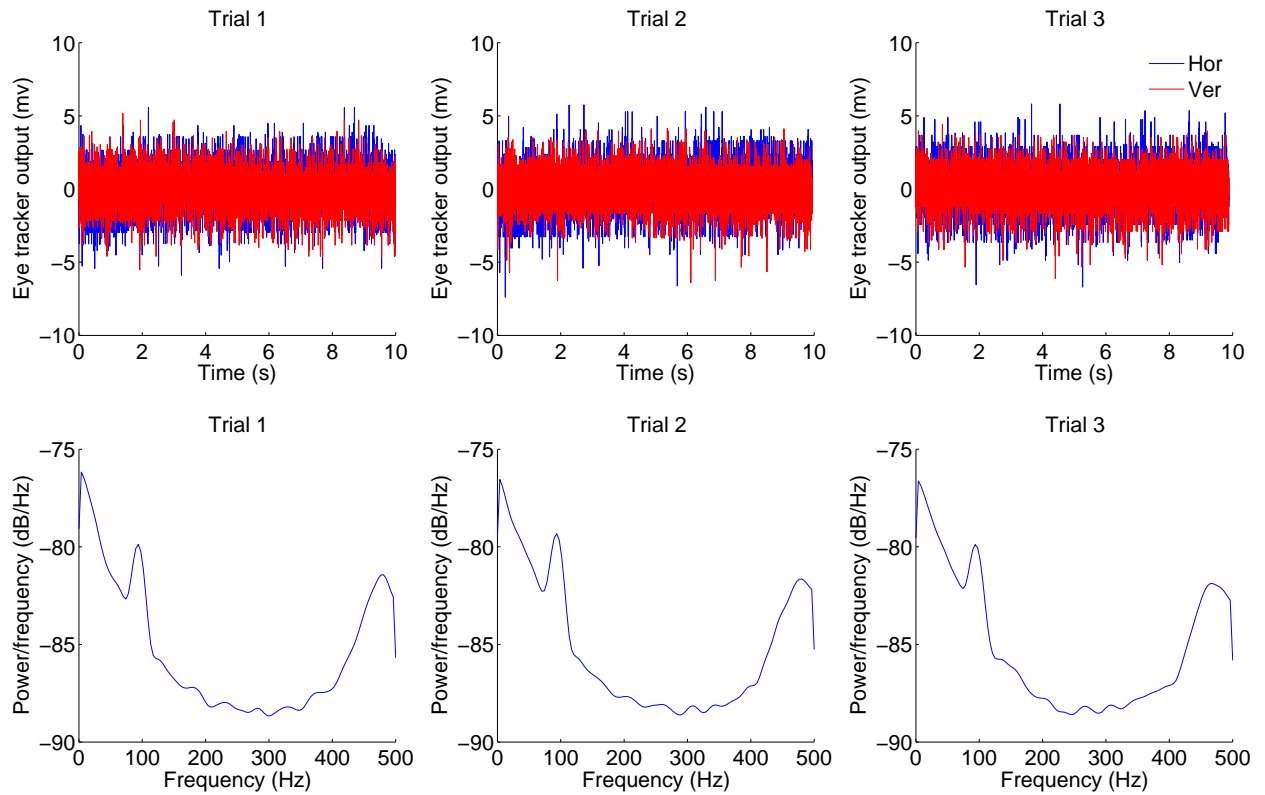 Trial 1
Trial 2
Trial 3
10
5
0
−5
−10
Eye tracker output (mv)
0 2 4 6 8 10
Time (s)
10
5
0
−5
−10
Eye tracker output (mv)
0 2 4 6 8 10
Time (s)
10
5
0
−5
−10
Eye tracker output (mv)
0 2 4 6 8 10
Time (s)
Hor
Ver
Trial 1
Trial 2
Trial 3
−75
−80
−85
−90
Power/frequency (dB/Hz)
0 100 200 300 400 500
Frequency (Hz)
−75
−80
−85
−90
Power/frequency (dB/Hz)
0 100 200 300 400 500
Frequency (Hz)
−75
−80
−85
−90
Power/frequency (dB/Hz)
0 100 200 300 400 500
Frequency (Hz)